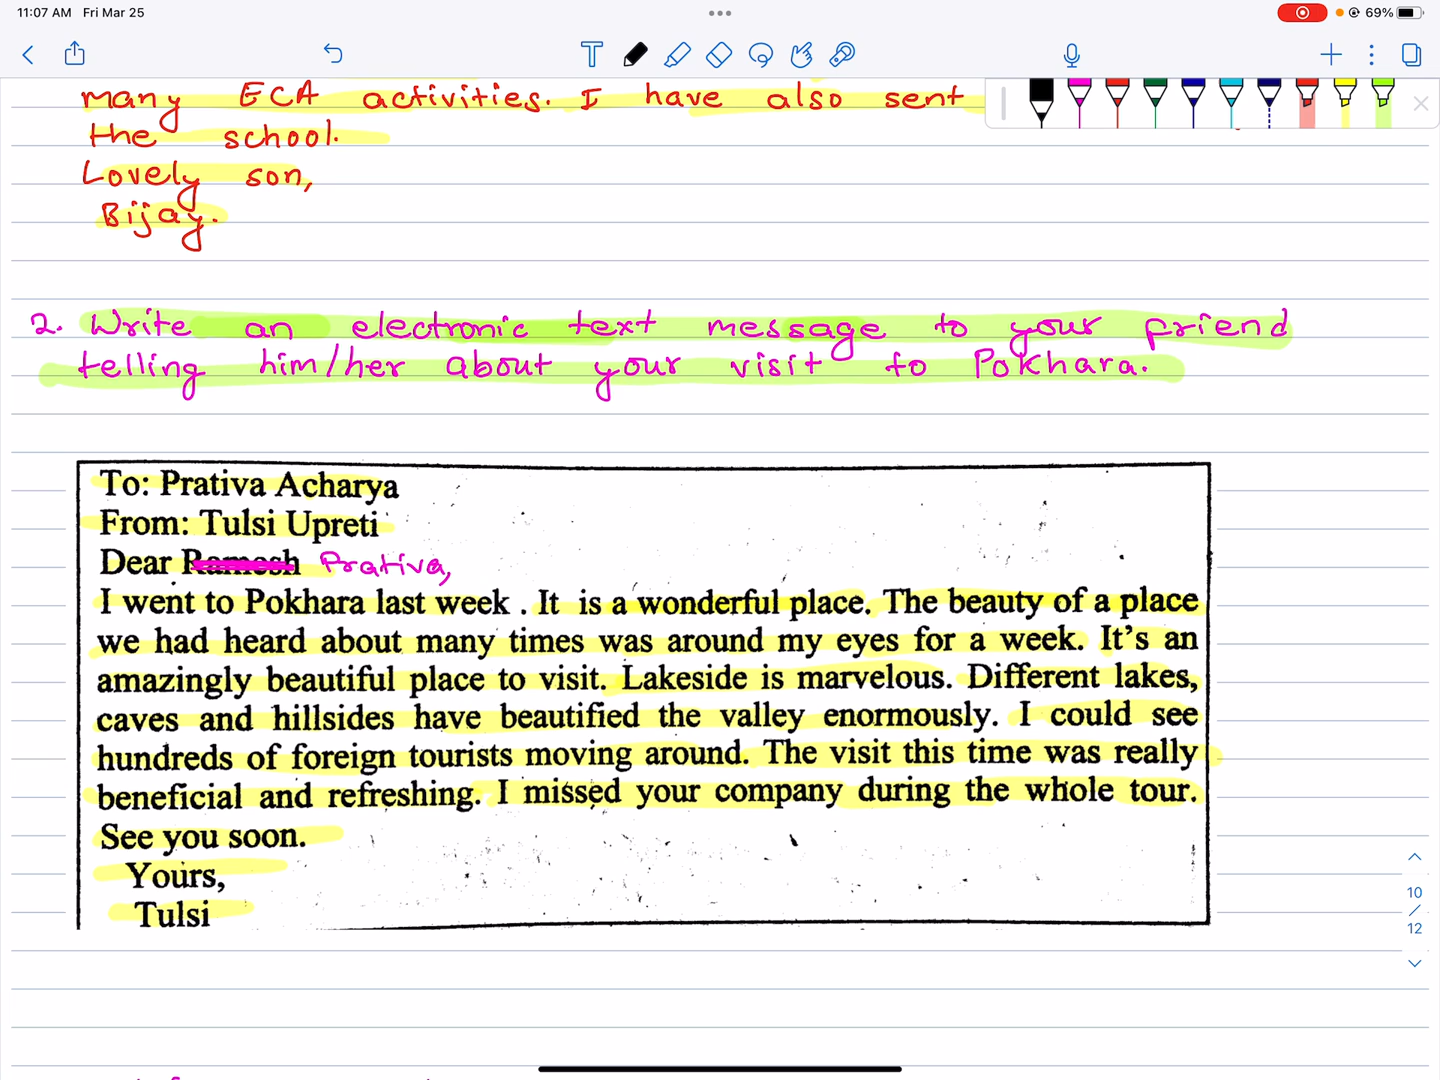 11:07 AM Fri Mar 25
69%
many ECA activities. I have also sent
the school.
Lovely son,
Bijay.
2. Write an electronic text message to your friend
telling him/her about your visit to Pokhara.
To: Prativa Acharya
From: Tulsi Upreti
Dear Ramesh Prativa,
I went to Pokhara last week . It is a wonderful place. The beauty of a place
we had heard about many times was around my eyes for a week. It's an
amazingly beautiful place to visit. Lakeside is marvelous. Different lakes,
caves and hillsides have beautified the valley enormously. I could see
hundreds of foreign tourists moving around. The visit this time was really
beneficial and refreshing. I missed your company during the whole tour.
See you soon.
Yours,
Tulsi
10
/
12